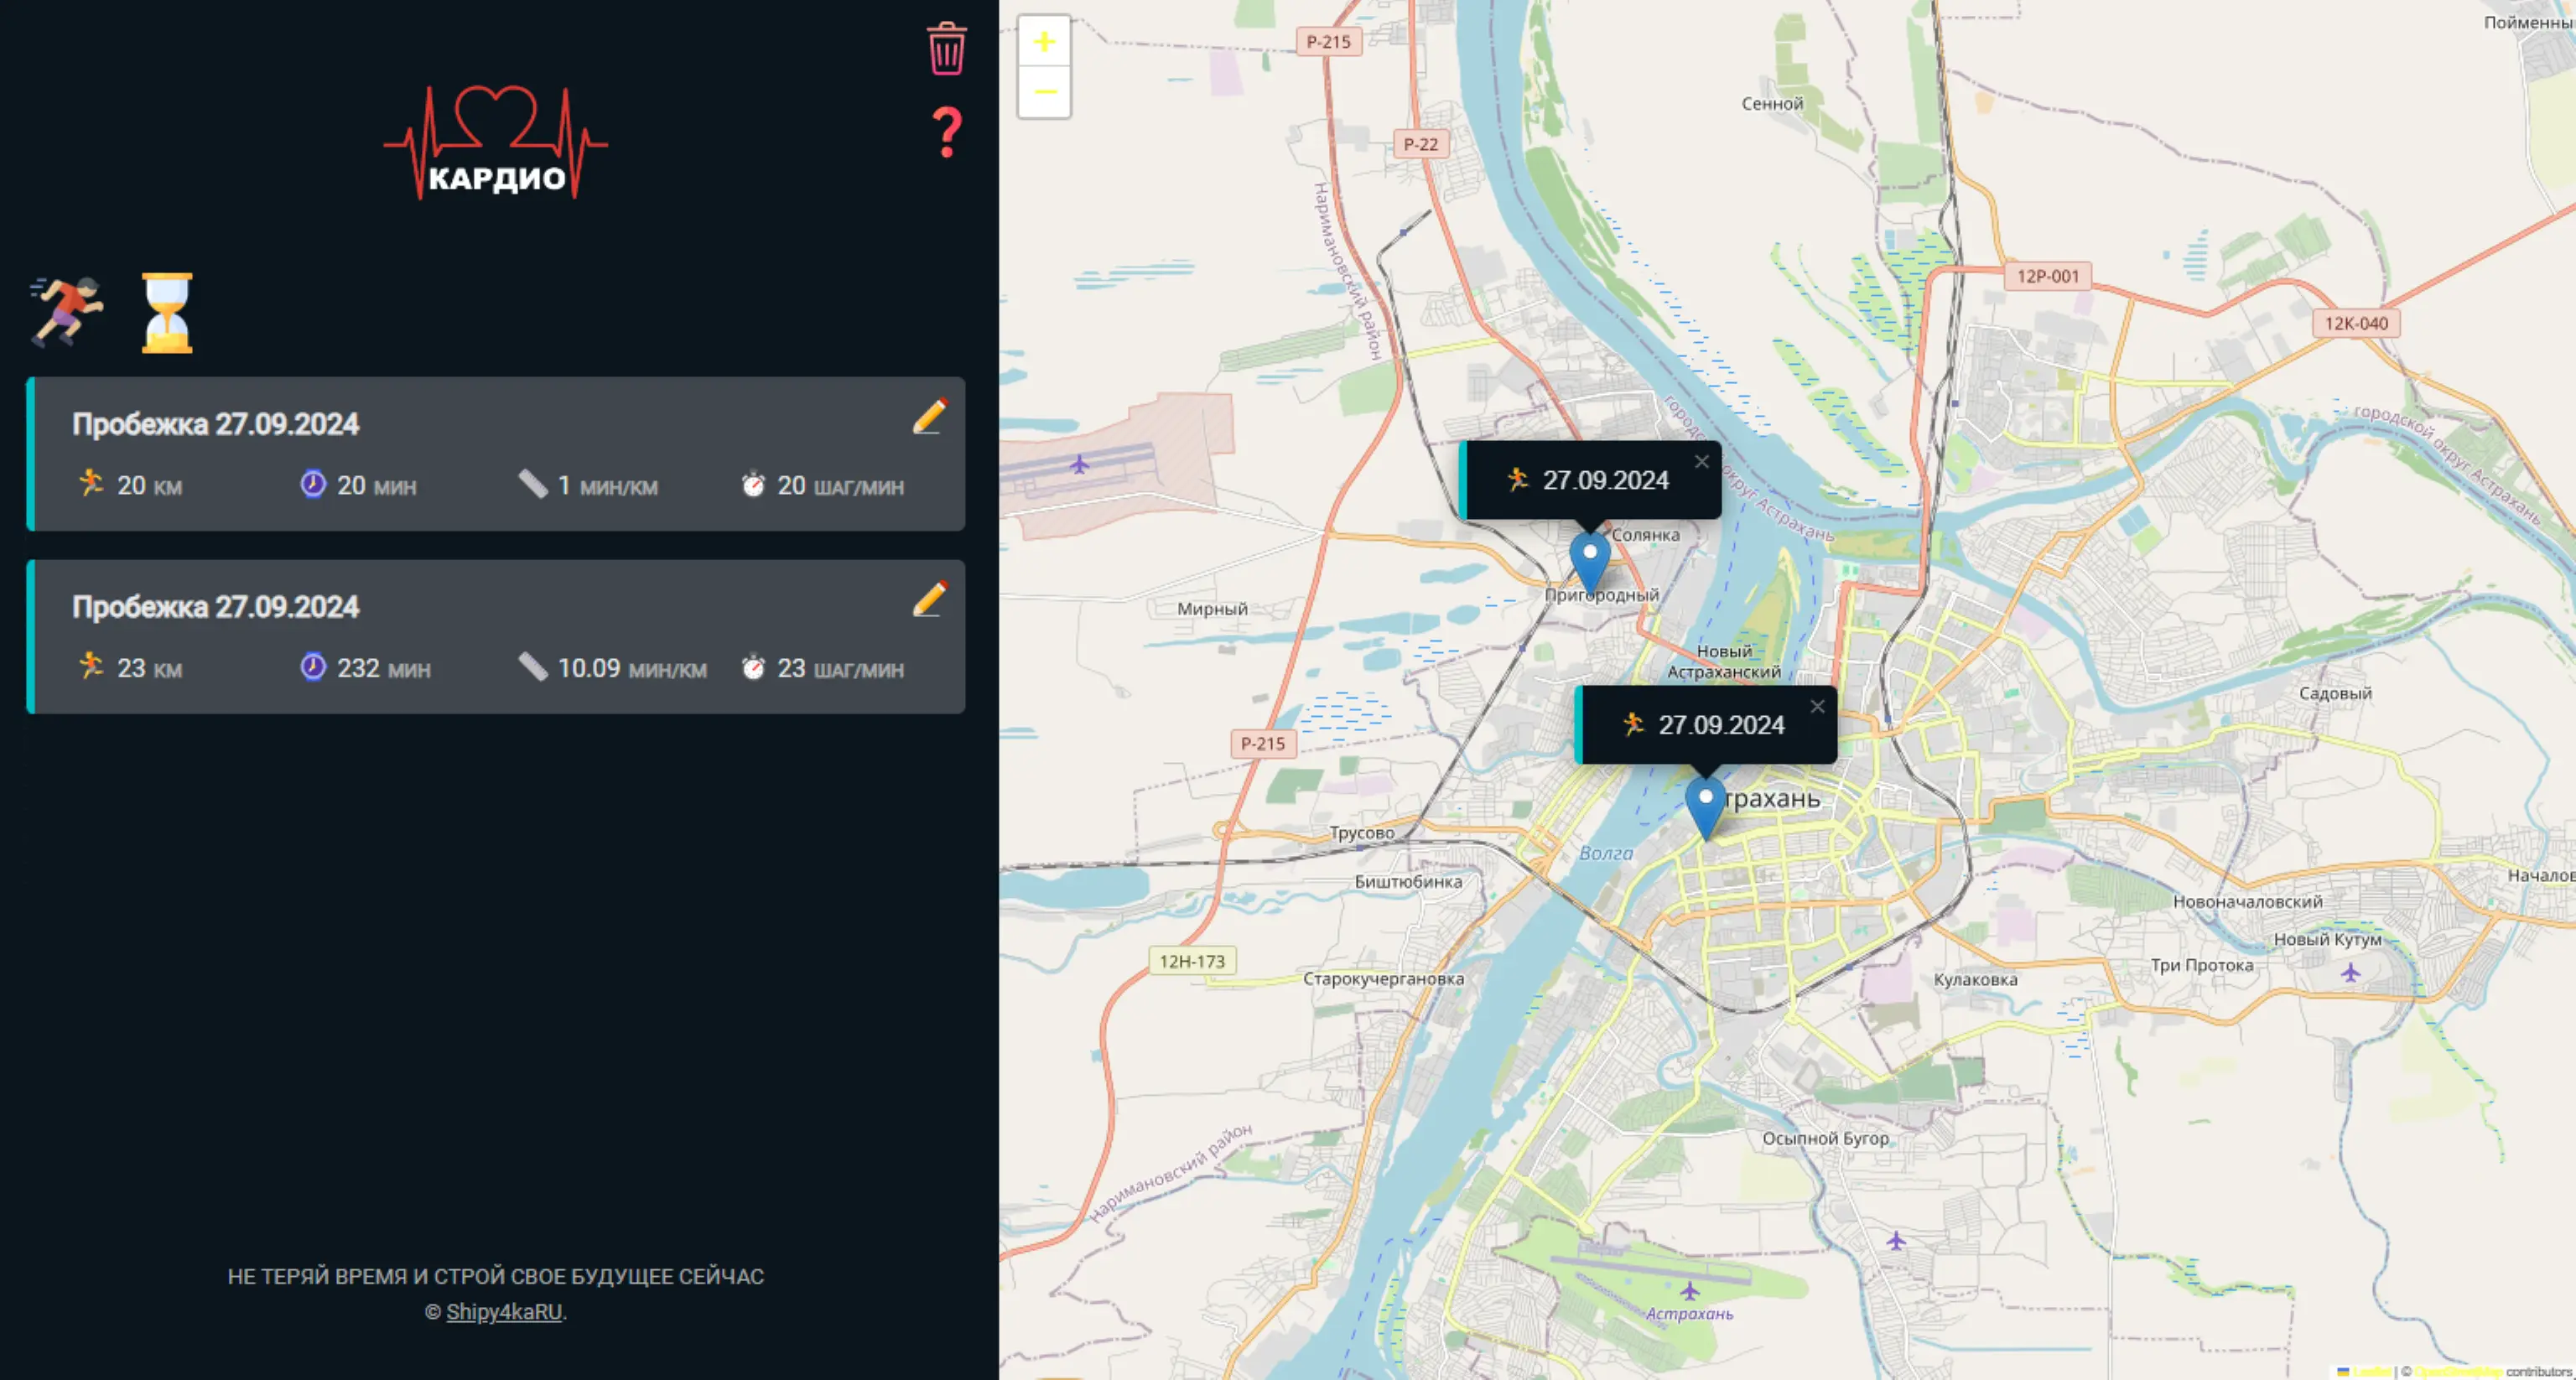 КАРДИО
?
Пробежка 27.09.2024
20 КМ 20 МИН 1 МИН/КМ 20 ШАГ/МИН
Пробежка 27.09.2024
23 КМ 232 МИН 10.09 МИН/КМ 23 ШАГ/МИН
НЕ ТЕРЯЙ ВРЕМЯ И СТРОЙ СВОЕ БУДУЩЕЕ СЕЙЧАС
© Shipy4kaRU.
+
−
Р-215
Пойменны
Сенной
Р-22
Наримановский район
12Р-001
12К-040
городской округ Астрахань
городской округ Астрахань
27.09.2024 ×
Солянка
Пригородный
Мирный
Новый
Астраханский
Садовый
27.09.2024 ×
Р-215
трахань
Трусово
Волга
Биштюбинка
Началов
Новоначаловский
Новый Кутум
12Н-173
Три Протока
Старокучергановка
Кулаковка
Осыпной Бугор
Наримановский район
Астрахань
Leaflet | © OpenStreetMap contributors